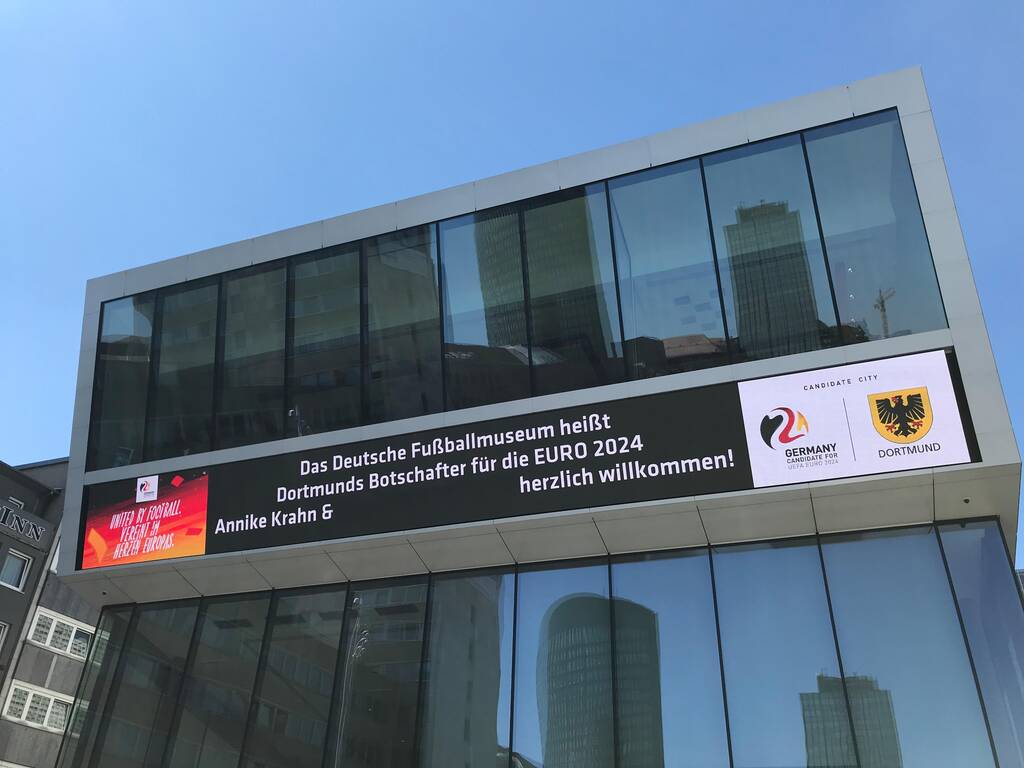 Das Deutsche Fußballmuseum heißt
Dortmunds Botschafter für die EURO 2024
Annike Krahn & herzlich willkommen!
UNITED BY FOOTBALL.
VEREINT IM
HERZEN EUROPAS.
CANDIDATE CITY
GERMANY
CANDIDATE FOR
UEFA EURO 2024
DORTMUND
INN